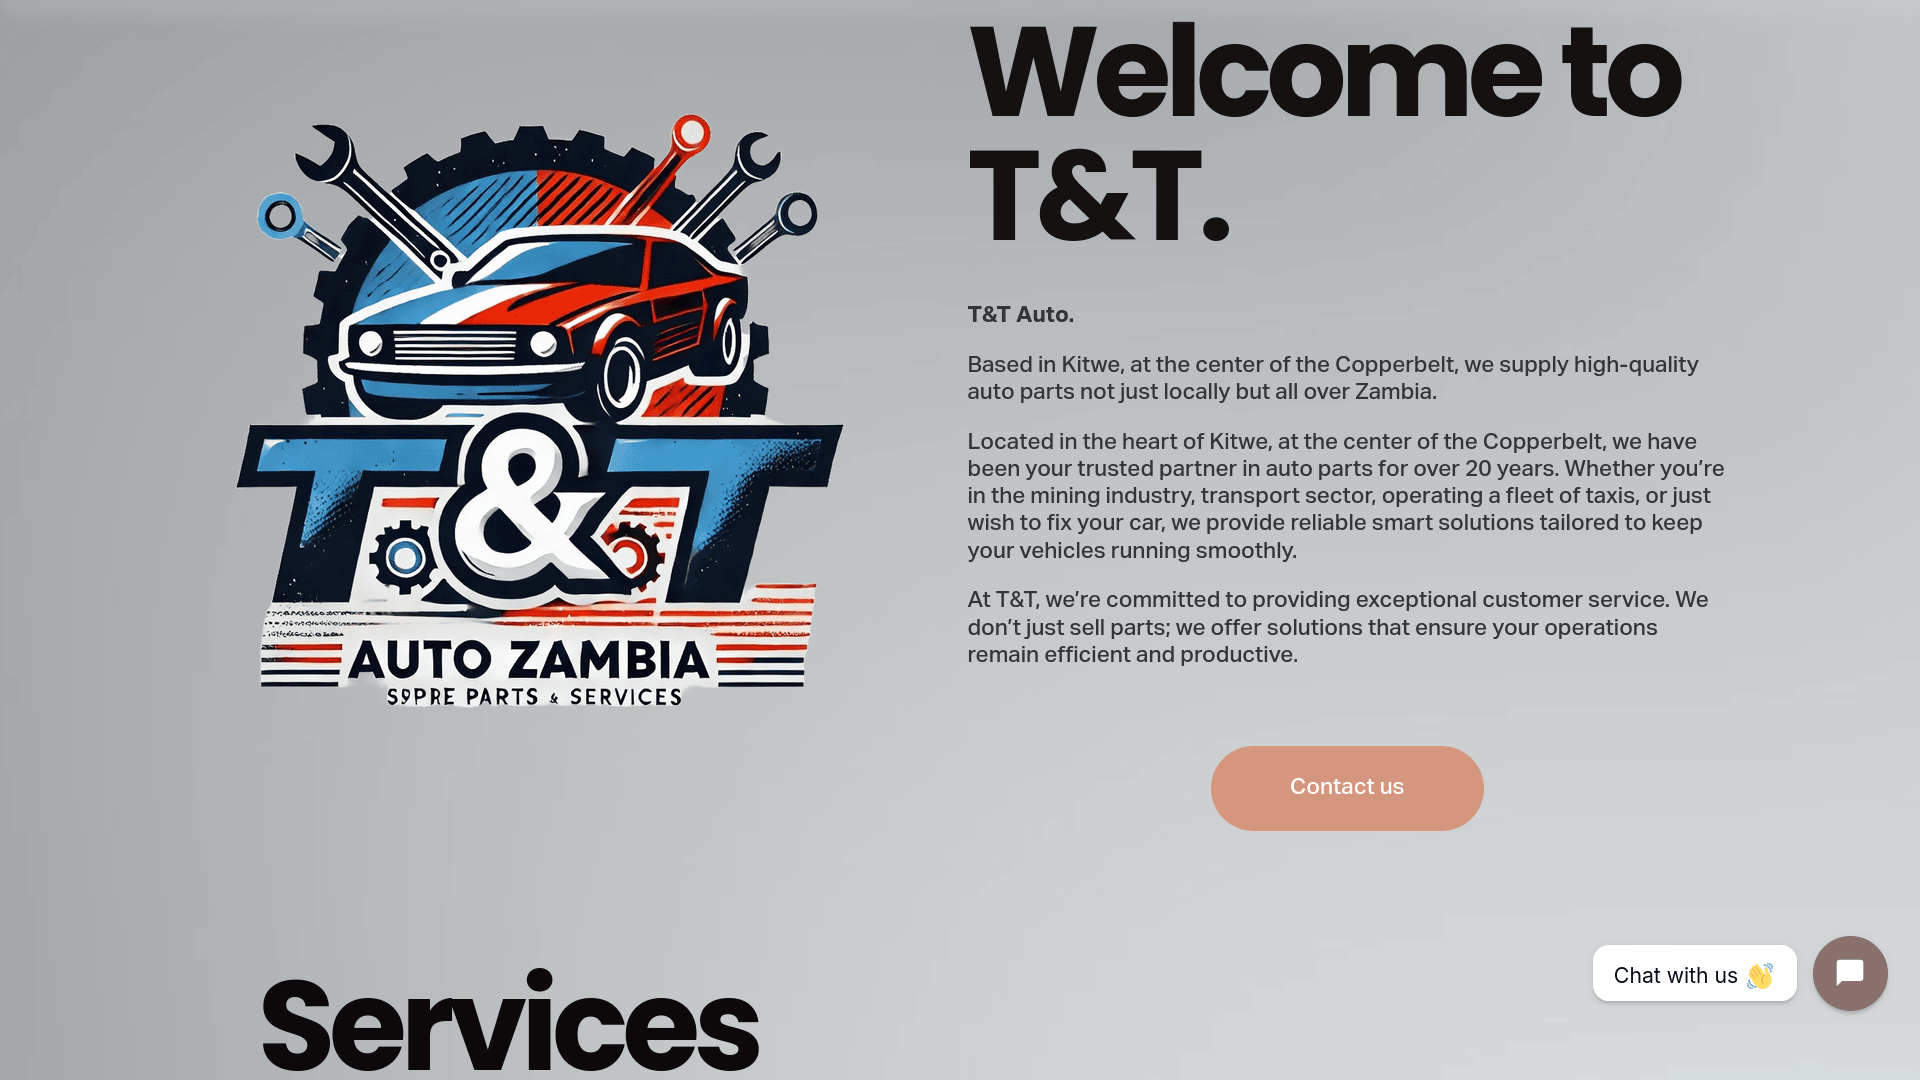 Welcome to
T&T.
T&T
AUTO ZAMBIA
S9PRE PARTS & SERVICES
T&T Auto.
Based in Kitwe, at the center of the Copperbelt, we supply high-quality
auto parts not just locally but all over Zambia.
Located in the heart of Kitwe, at the center of the Copperbelt, we have
been your trusted partner in auto parts for over 20 years. Whether you’re
in the mining industry, transport sector, operating a fleet of taxis, or just
wish to fix your car, we provide reliable smart solutions tailored to keep
your vehicles running smoothly.
At T&T, we’re committed to providing exceptional customer service. We
don’t just sell parts; we offer solutions that ensure your operations
remain efficient and productive.
Contact us
Chat with us 👋
Services